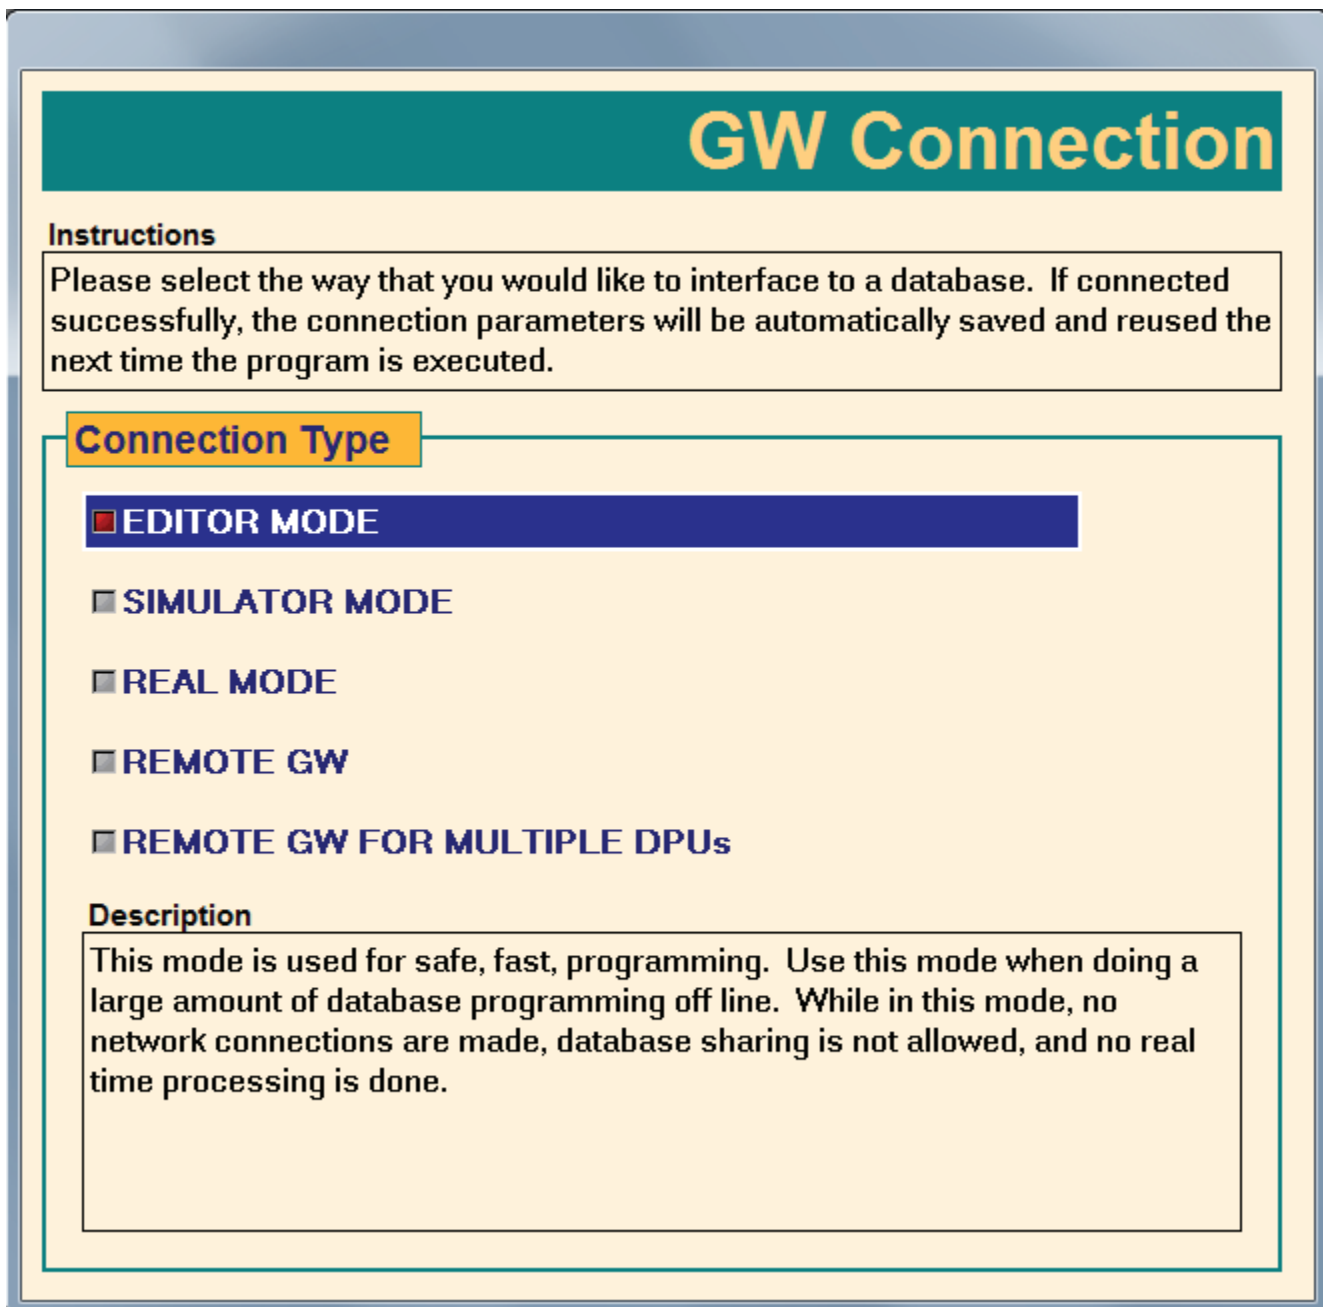 GW Connection
Instructions
Please select the way that you would like to interface to a database.  If connected
successfully, the connection parameters will be automatically saved and reused the
next time the program is executed.
Connection Type
EDITOR MODE
SIMULATOR MODE
REAL MODE
REMOTE GW
REMOTE GW FOR MULTIPLE DPUs
Description
This mode is used for safe, fast, programming.  Use this mode when doing a
large amount of database programming off line.  While in this mode, no
network connections are made, database sharing is not allowed, and no real
time processing is done.